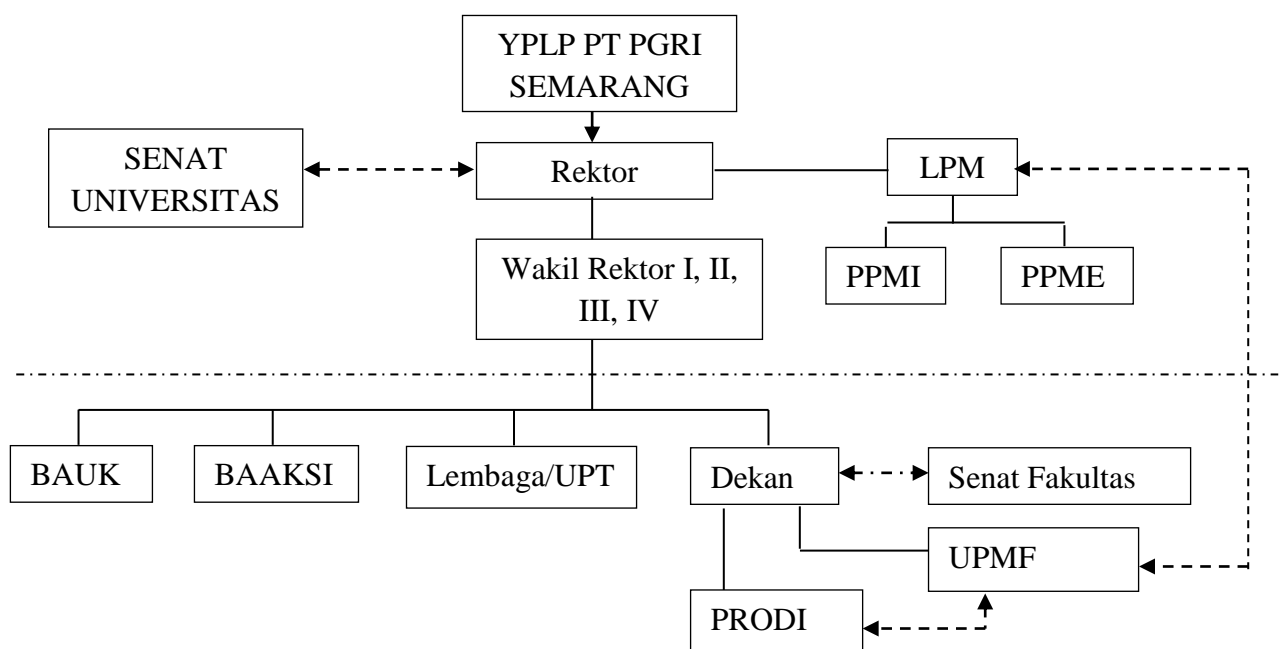 YPLP PT PGRI
SEMARANG
SENAT
UNIVERSITAS
Rektor
LPM
PPMI
PPME
Wakil Rektor I, II,
III, IV
BAUK
BAAKSI
Lembaga/UPT
Dekan
Senat Fakultas
UPMF
PRODI